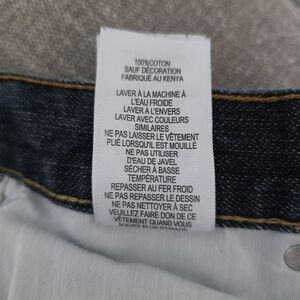 100%COTON
SAUF DÉCORATION
FABRIQUÉ AU KENYA
LAVER À LA MACHINE À
L'EAU FROIDE
LAVER À L'ENVERS
LAVER AVEC COULEURS
SIMILAIRES
NE PAS LAISSER LE VÊTEMENT
PLIÉ LORSQU'IL EST MOUILLÉ
NE PAS UTILISER
D'EAU DE JAVEL
SÉCHER À BASSE
TEMPÉRATURE
REPASSER AU FER FROID
NE PAS REPASSER LE DESSIN
NE PAS NETTOYER À SEC
VEUILLEZ FAIRE DON DE CE
VÊTEMENT QUAND VOUS
N'AVEZ PLUS D'USAGE